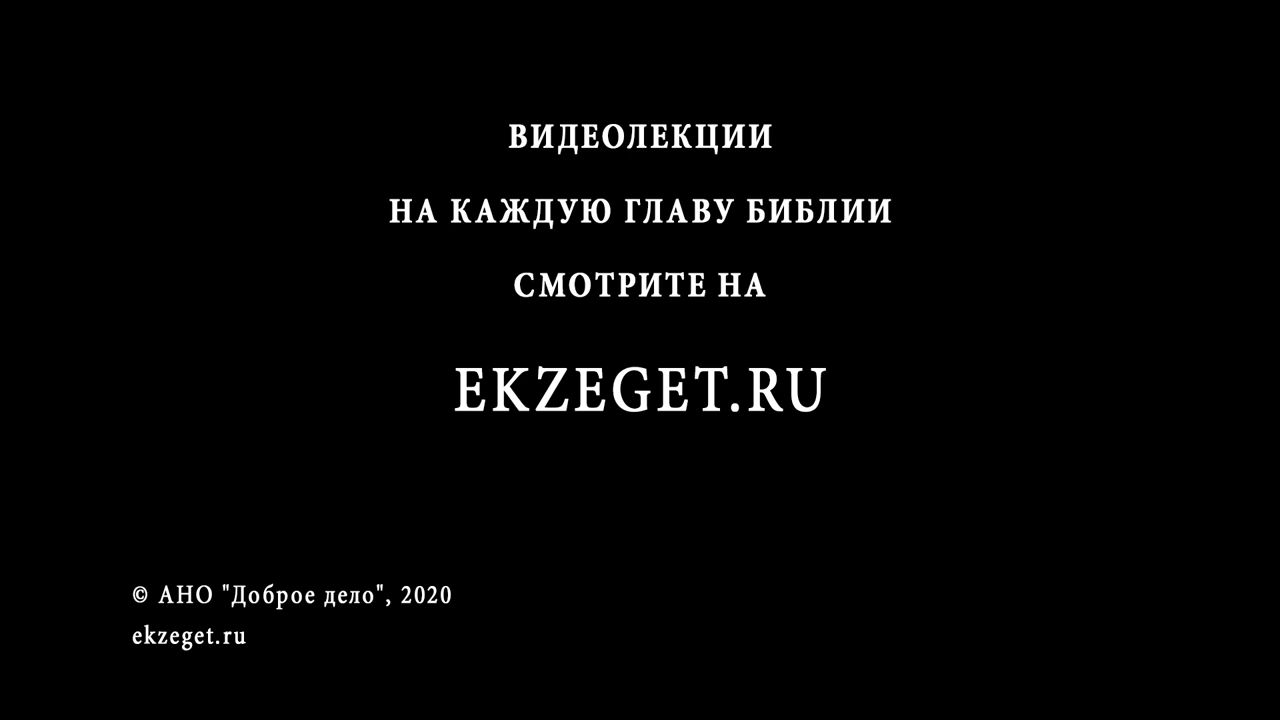 ВИДЕОЛЕКЦИИ
НА КАЖДУЮ ГЛАВУ БИБЛИИ
СМОТРИТЕ НА
EKZEGET.RU
© АНО "Доброе дело", 2020
ekzeget.ru